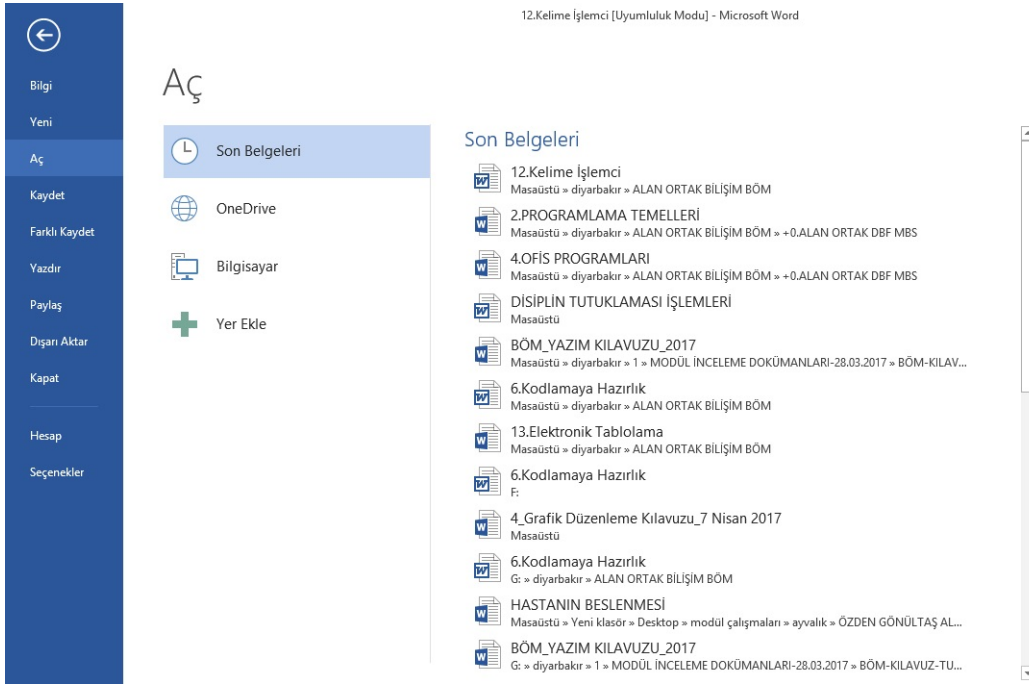 12.Kelime İşlemci [Uyumluluk Modu] - Microsoft Word
Bilgi
Yeni
Aç
Kaydet
Farklı Kaydet
Yazdır
Paylaş
Dışarı Aktar
Kapat
Hesap
Seçenekler
Aç
Son Belgeleri
OneDrive
Bilgisayar
Yer Ekle
Son Belgeleri
12.Kelime İşlemci
Masaüstü » diyarbakır » ALAN ORTAK BİLİŞİM BÖM
2.PROGRAMLAMA TEMELLERİ
Masaüstü » diyarbakır » ALAN ORTAK BİLİŞİM BÖM » +0.ALAN ORTAK DBF MBS
4.OFİS PROGRAMLARI
Masaüstü » diyarbakır » ALAN ORTAK BİLİŞİM BÖM » +0.ALAN ORTAK DBF MBS
DİSİPLİN TUTUKLAMASI İŞLEMLERİ
Masaüstü
BÖM_YAZIM KILAVUZU_2017
Masaüstü » diyarbakır » 1 » MODÜL İNCELEME DOKÜMANLARI-28.03.2017 » BÖM-KILAV...
6.Kodlamaya Hazırlık
Masaüstü » diyarbakır » ALAN ORTAK BİLİŞİM BÖM
13.Elektronik Tablolama
Masaüstü » diyarbakır » ALAN ORTAK BİLİŞİM BÖM
6.Kodlamaya Hazırlık
F:
4_Grafik Düzenleme Kılavuzu_7 Nisan 2017
Masaüstü
6.Kodlamaya Hazırlık
G: » diyarbakır » ALAN ORTAK BİLİŞİM BÖM
HASTANIN BESLENMESİ
Masaüstü » Yeni klasör » Desktop » modül çalışmaları » ayvalık » ÖZDEN GÖNÜLTAŞ AL...
BÖM_YAZIM KILAVUZU_2017
G: » diyarbakır » 1 » MODÜL İNCELEME DOKÜMANLARI-28.03.2017 » BÖM-KILAVUZ-TU...